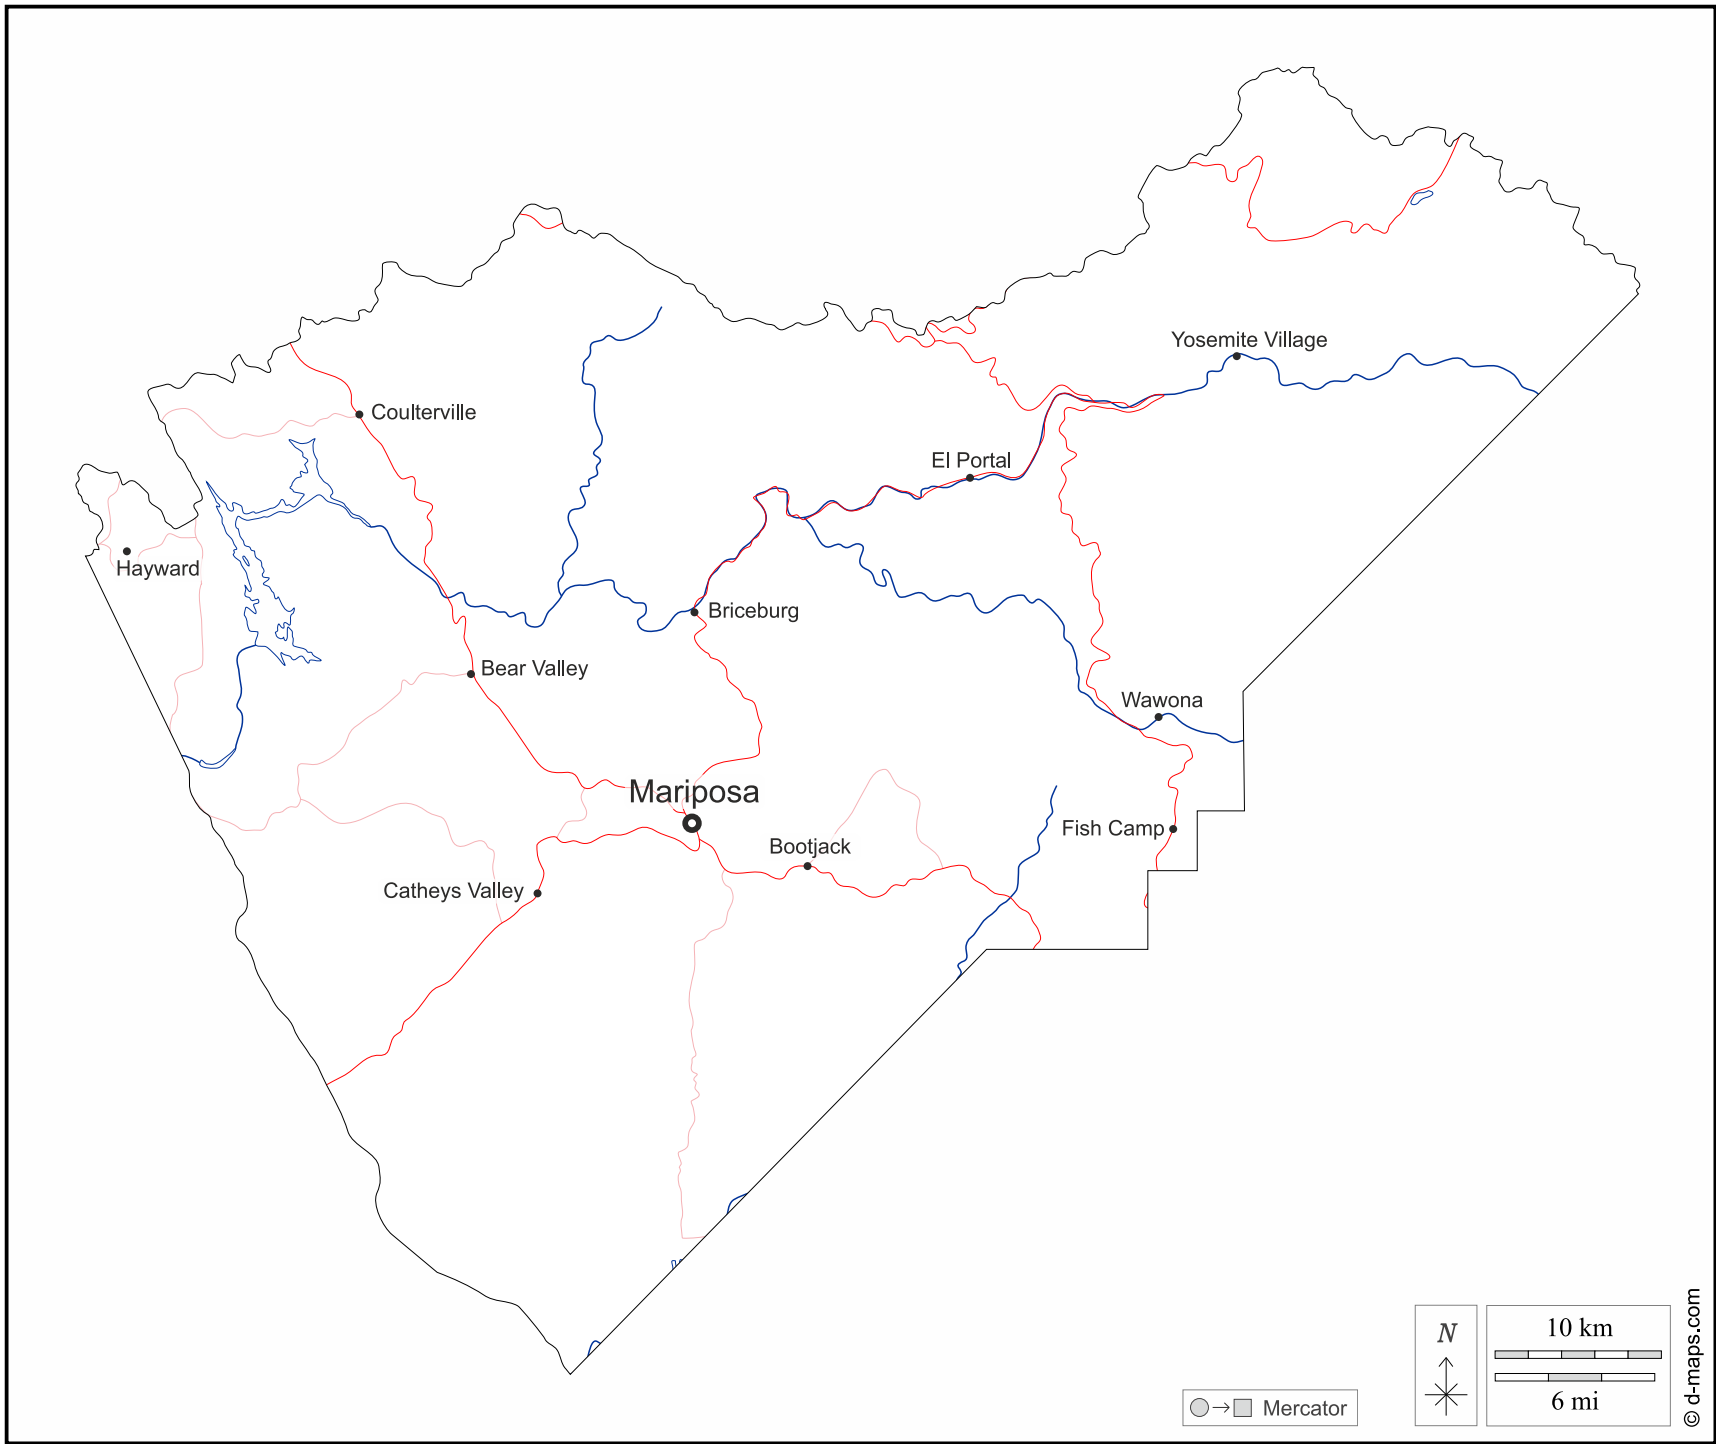 Yosemite Village
Coulterville
El Portal
Hayward
Briceburg
Bear Valley
Wawona
Mariposa
Fish Camp
Bootjack
Catheys Valley
N
10 km
6 mi
Mercator
© d-maps.com